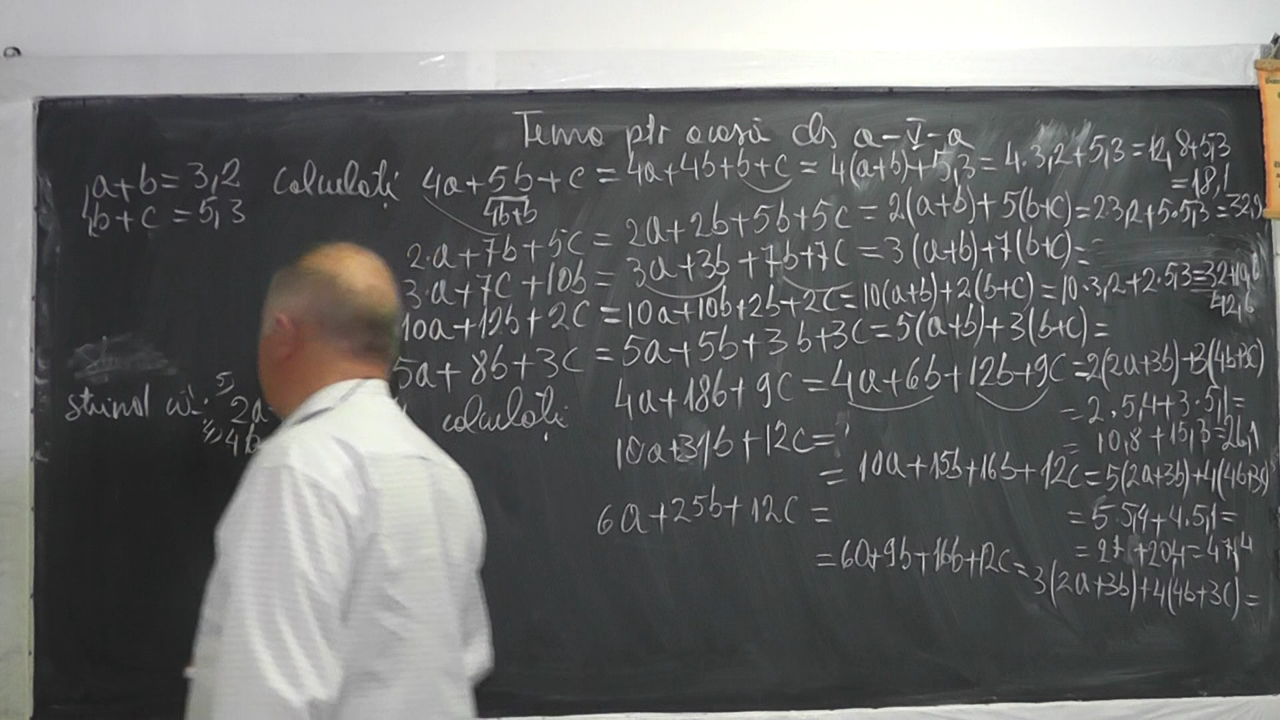 Tema ptr acasă cls a-V-a
a+b=3,2 calculați 4a+5b+c = 4a+4b+b+c = 4(a+b)+5,3 = 4·3,2+5,3 = 12,8+5,3
= 18,1
b+c=5,3 4b+b
2·a+7b+5c = 2a+2b+5b+5c = 2(a+b)+5(b+c) = 2·3,2+5·5,3 = 32,9
3·a+7c+10b = 3a+3b+7b+7c = 3(a+b)+7(b+c) =
10a+12b+2c = 10a+10b+2b+2c = 10(a+b)+2(b+c) = 10·3,2+2·5,3 = 32+10,6
42,6
5a+8b+3c = 5a+5b+3b+3c = 5(a+b)+3(b+c) =
știind că 2a calculați 4a+18b+9c = 4a+6b+12b+9c = 2(2a+3b)+3(4b+3c)
= 2·5,4+3·5,1 =
4b
= 10,8+15,3=26,1
10a+31b+12c =
= 10a+15b+16b+12c = 5(2a+3b)+4(4b+3c)
= 5·5,4+4·5,1 =
= 27+20,4=47,4
6a+25b+12c =
= 6a+9b+16b+12c = 3(2a+3b)+4(4b+3c) =